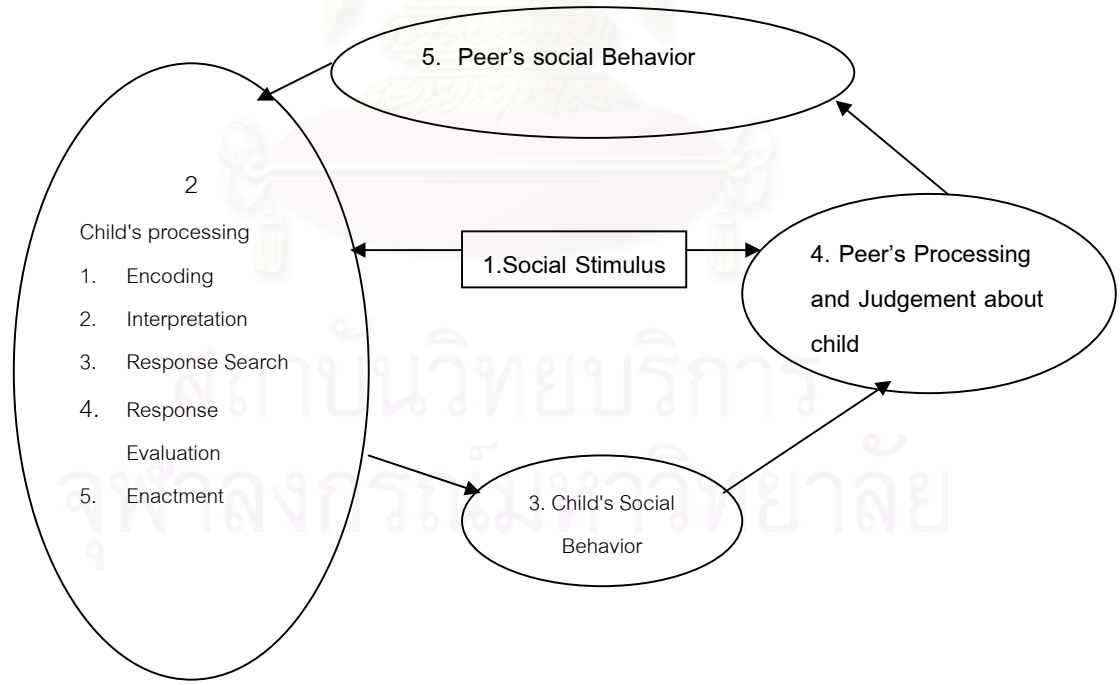 5. Peer’s social Behavior
2
Child's processing
1. Encoding
2. Interpretation
3. Response Search
4. Response
Evaluation
5. Enactment
1.Social Stimulus
4. Peer’s Processing
and Judgement about
child
3. Child's Social
Behavior
สถาบันวิทยบริการ
จุฬาลงกรณ์มหาวิทยาลัย